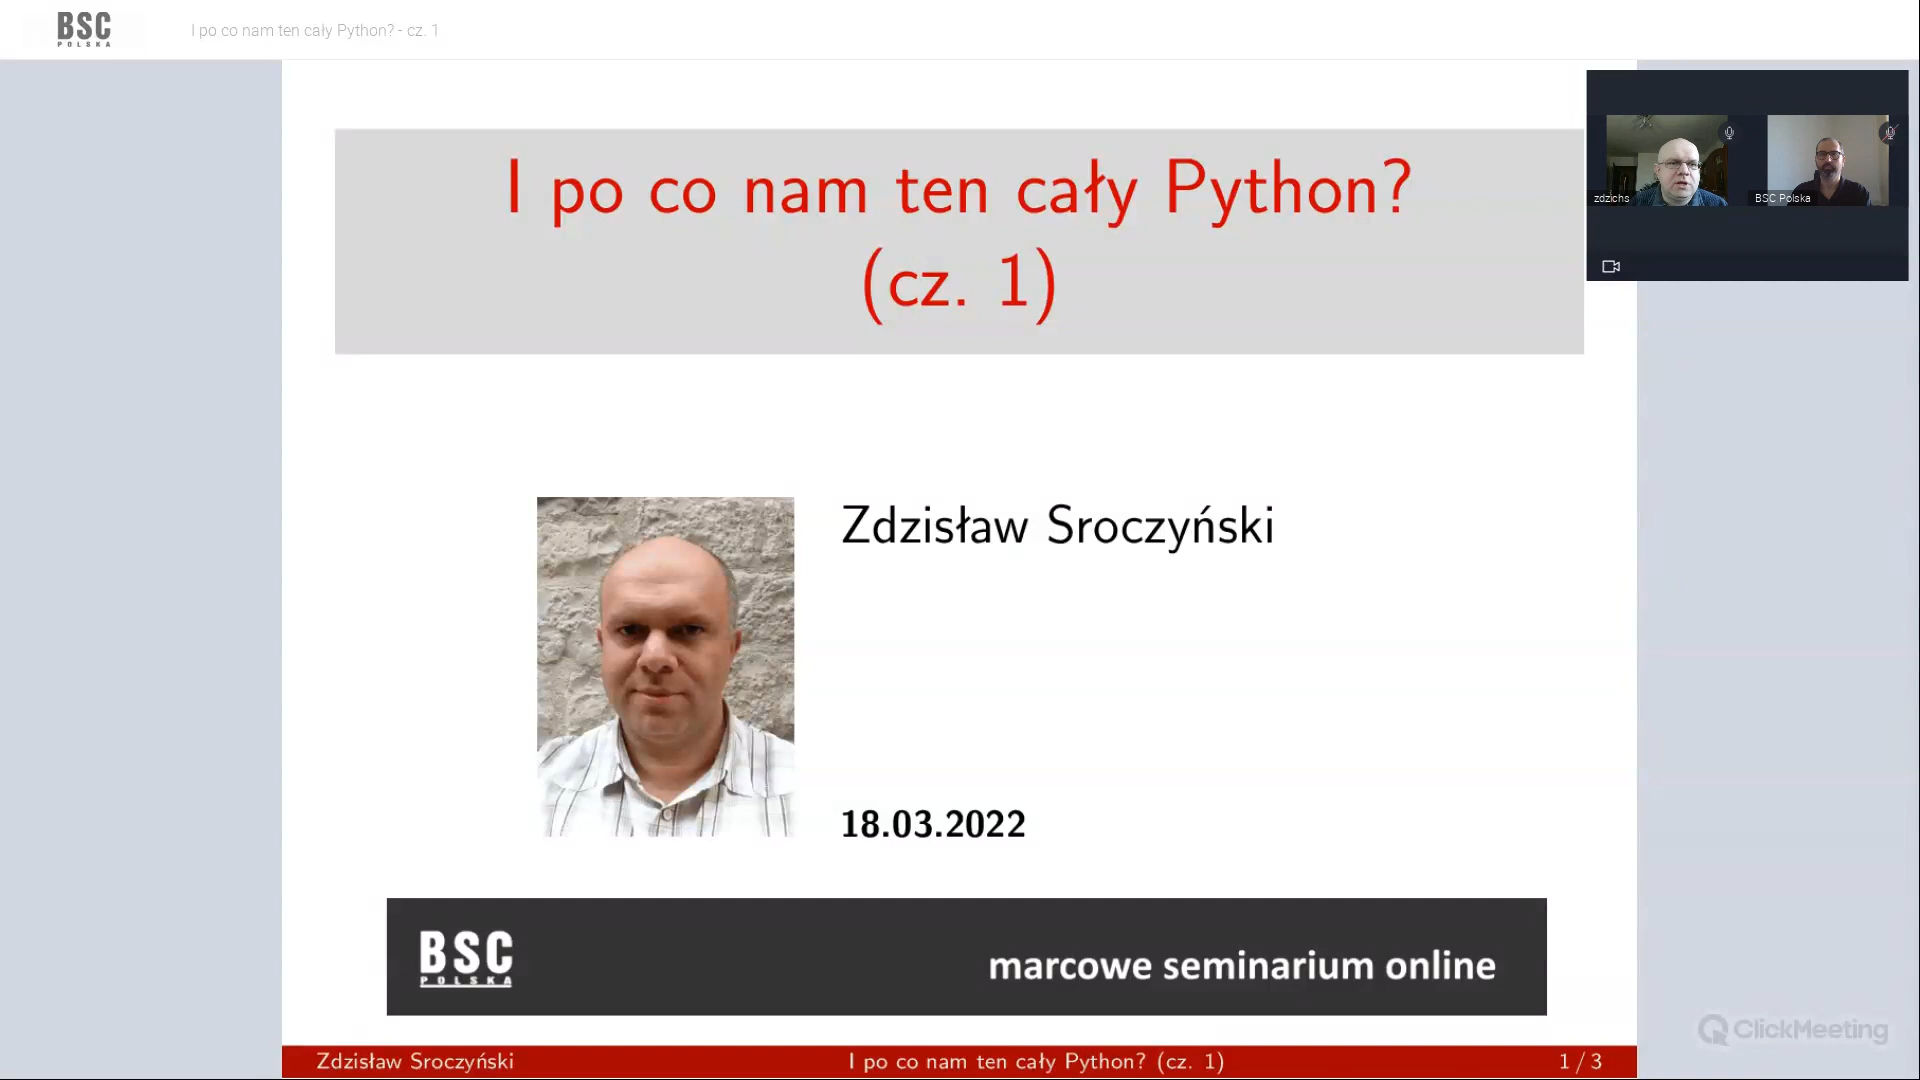 BSC
POLSKA
I po co nam ten cały Python? - cz. 1
I po co nam ten cały Python?
(cz. 1)
zdzichs
BSC Polska
Zdzisław Sroczyński
18.03.2022
BSC
POLSKA
marcowe seminarium online
ClickMeeting
Zdzisław Sroczyński
I po co nam ten cały Python? (cz. 1)
1 / 3